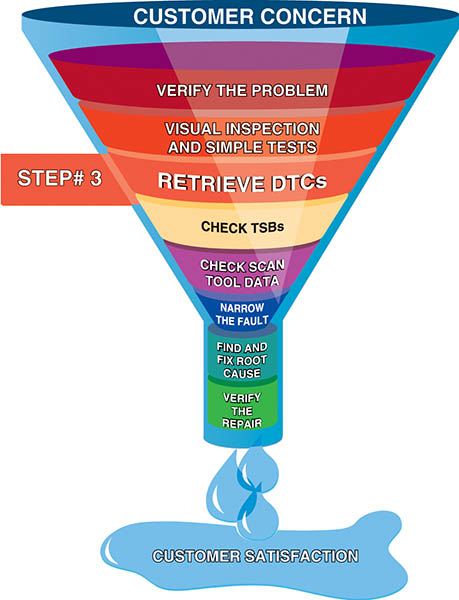 CUSTOMER CONCERN
VERIFY THE PROBLEM
VISUAL INSPECTION
AND SIMPLE TESTS
STEP# 3
RETRIEVE DTCs
CHECK TSBs
CHECK SCAN
TOOL DATA
NARROW
THE FAULT
FIND AND
FIX ROOT
CAUSE
VERIFY
THE
REPAIR
CUSTOMER SATISFACTION